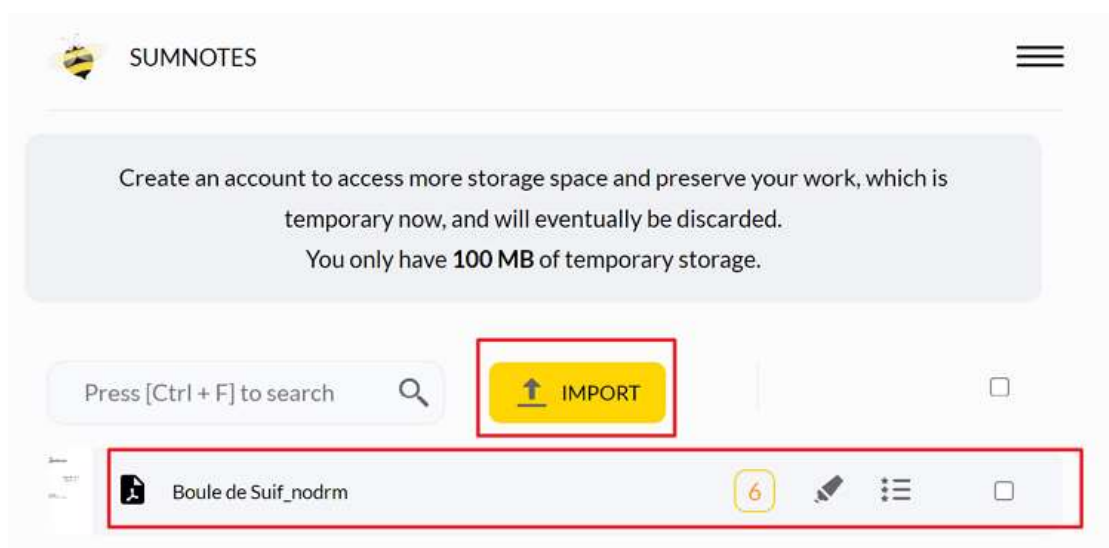 SUMNOTES
Create an account to access more storage space and preserve your work, which is
temporary now, and will eventually be discarded.
You only have 100 MB of temporary storage.
Press [Ctrl + F] to search
IMPORT
Boule de Suif_nodrm 6